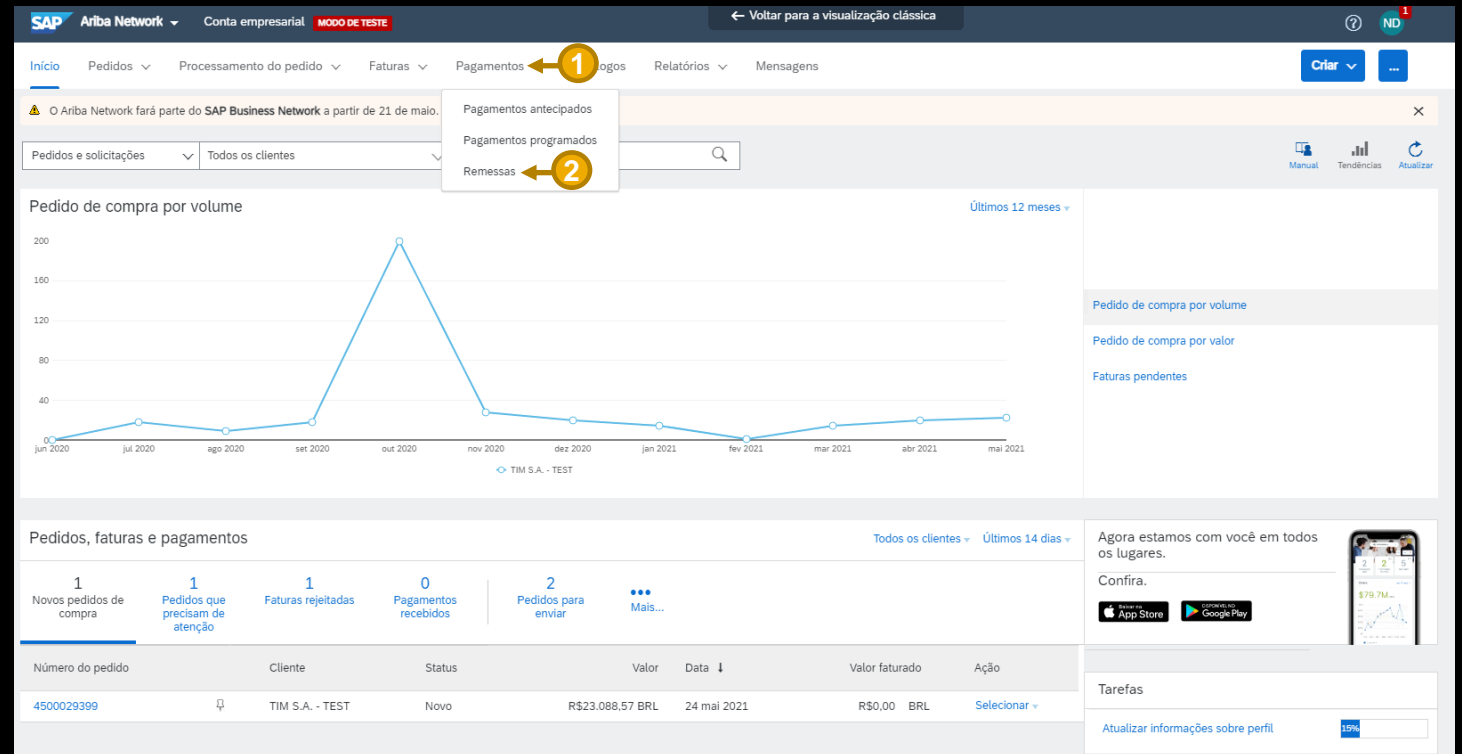 SAP Ariba Network Conta empresarial MODO DE TESTE ← Voltar para a visualização clássica ? ND 1
Início Pedidos Processamento do pedido Faturas Pagamentos 1 logos Relatórios Mensagens Criar ...
O Ariba Network fará parte do SAP Business Network a partir de 21 de maio.
Pagamentos antecipados
Pagamentos programados
Remessas 2
Pedidos e solicitações Todos os clientes
Manual Tendências Atualizar
Pedido de compra por volume Últimos 12 meses
200
160
120
80
40
0
jun 2020 jul 2020 ago 2020 set 2020 out 2020 nov 2020 dez 2020 jan 2021 fev 2021 mar 2021 abr 2021 mai 2021
TIM S.A. - TEST
Pedido de compra por volume
Pedido de compra por valor
Faturas pendentes
Pedidos, faturas e pagamentos Todos os clientes Últimos 14 dias
1 Novos pedidos de compra
1 Pedidos que precisam de atenção
1 Faturas rejeitadas
0 Pagamentos recebidos
2 Pedidos para enviar
••• Mais...
Número do pedido Cliente Status Valor Data ↓ Valor faturado Ação
4500029399 TIM S.A. - TEST Novo R$23.088,57 BRL 24 mai 2021 R$0,00 BRL Selecionar
Agora estamos com você em todos
os lugares.
Confira.
Baixar na App Store
DISPONÍVEL NO Google Play
2 2 5
$79.7M
Tarefas
Atualizar informações sobre perfil 15%